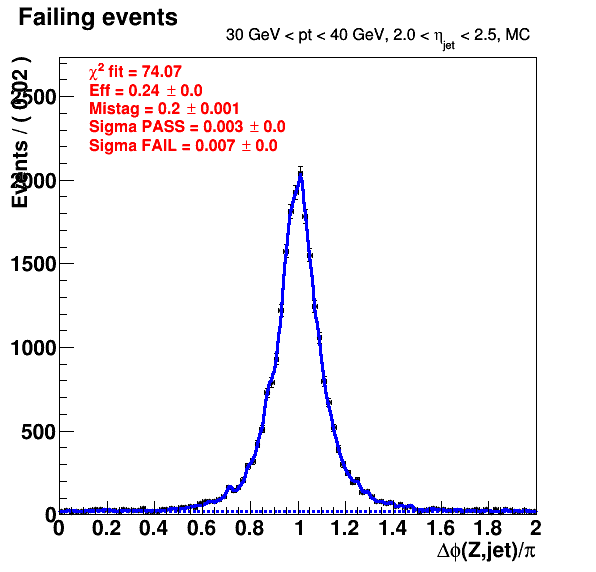 Failing events
30 GeV < pt < 40 GeV, 2.0 < ηjet < 2.5, MC
χ² fit = 74.07
Eff = 0.24 ± 0.0
Mistag = 0.2 ± 0.001
Sigma PASS = 0.003 ± 0.0
Sigma FAIL = 0.007 ± 0.0
Events / ( 0.02 )
2500
2000
1500
1000
500
0
0 0.2 0.4 0.6 0.8 1 1.2 1.4 1.6 1.8 2
Δϕ(Z,jet)/π